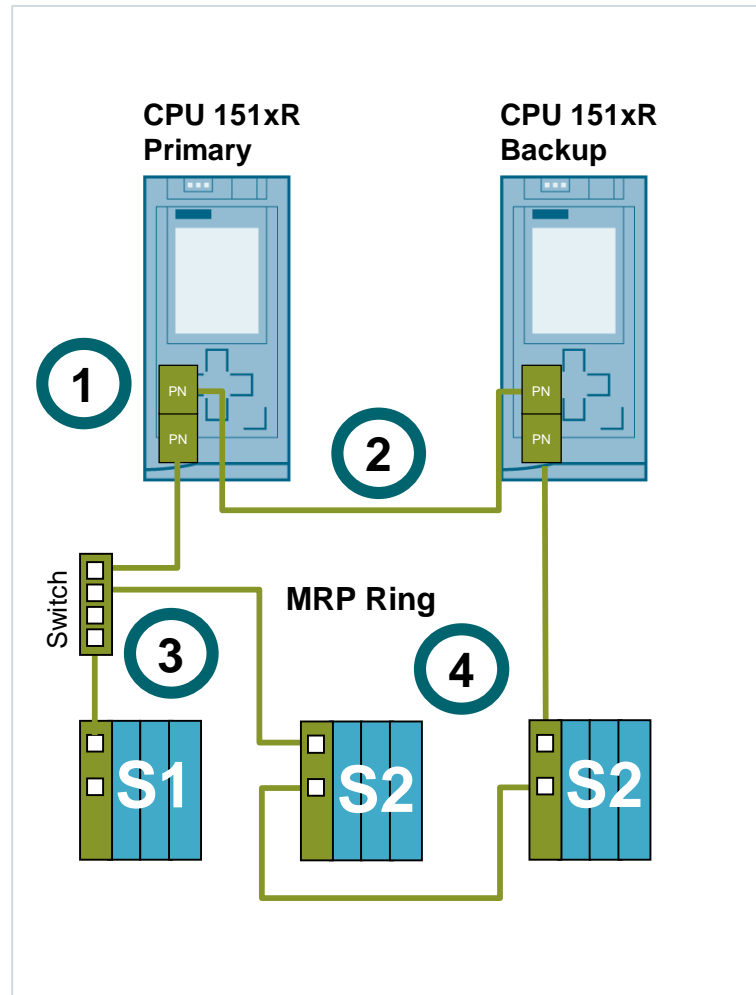 CPU 151xR
Primary
CPU 151xR
Backup
1
PN
PN
PN
PN
2
Switch
MRP Ring
3
4
S1
S2
S2